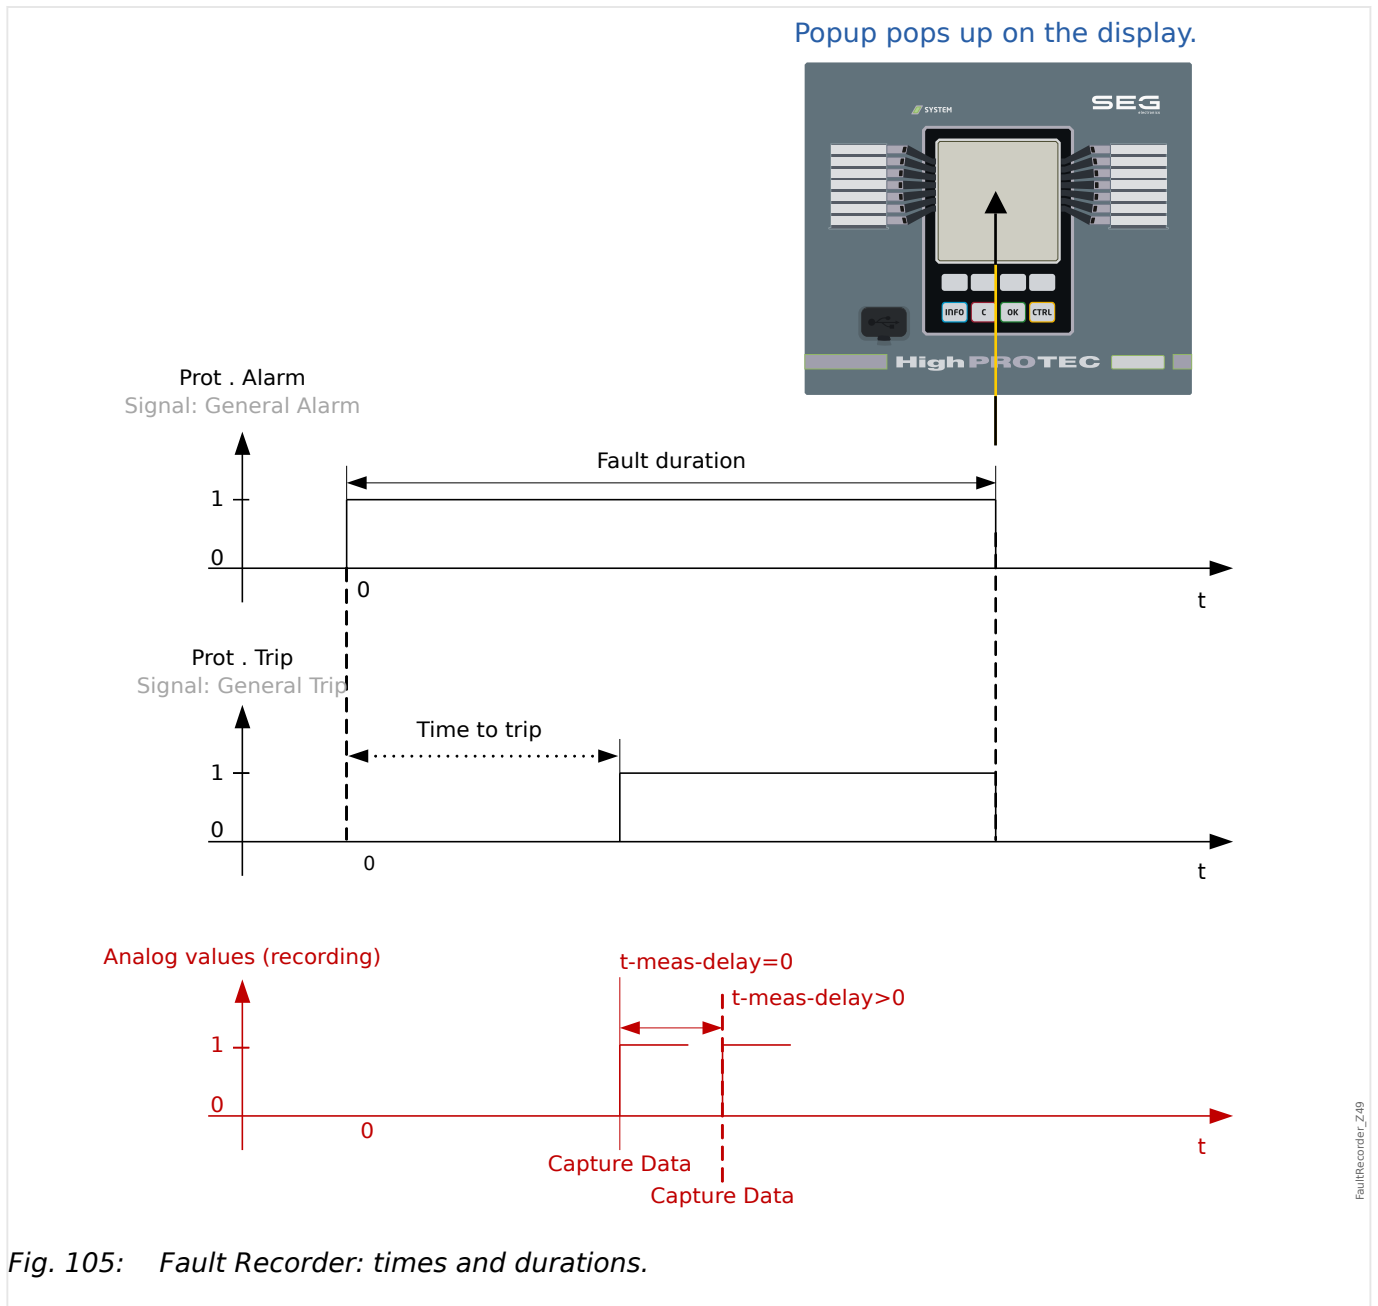 Popup pops up on the display.
SYSTEM
SEG
electronics
INFO
C
OK
CTRL
HighPROTEC
Prot . Alarm
Signal: General Alarm
Fault duration
1
0
0
t
Prot . Trip
Signal: General Trip
Time to trip
1
0
0
t
Analog values (recording)
t-meas-delay=0
t-meas-delay>0
1
0
0
t
Capture Data
Capture Data
FaultRecorder_Z49
Fig. 105: Fault Recorder: times and durations.